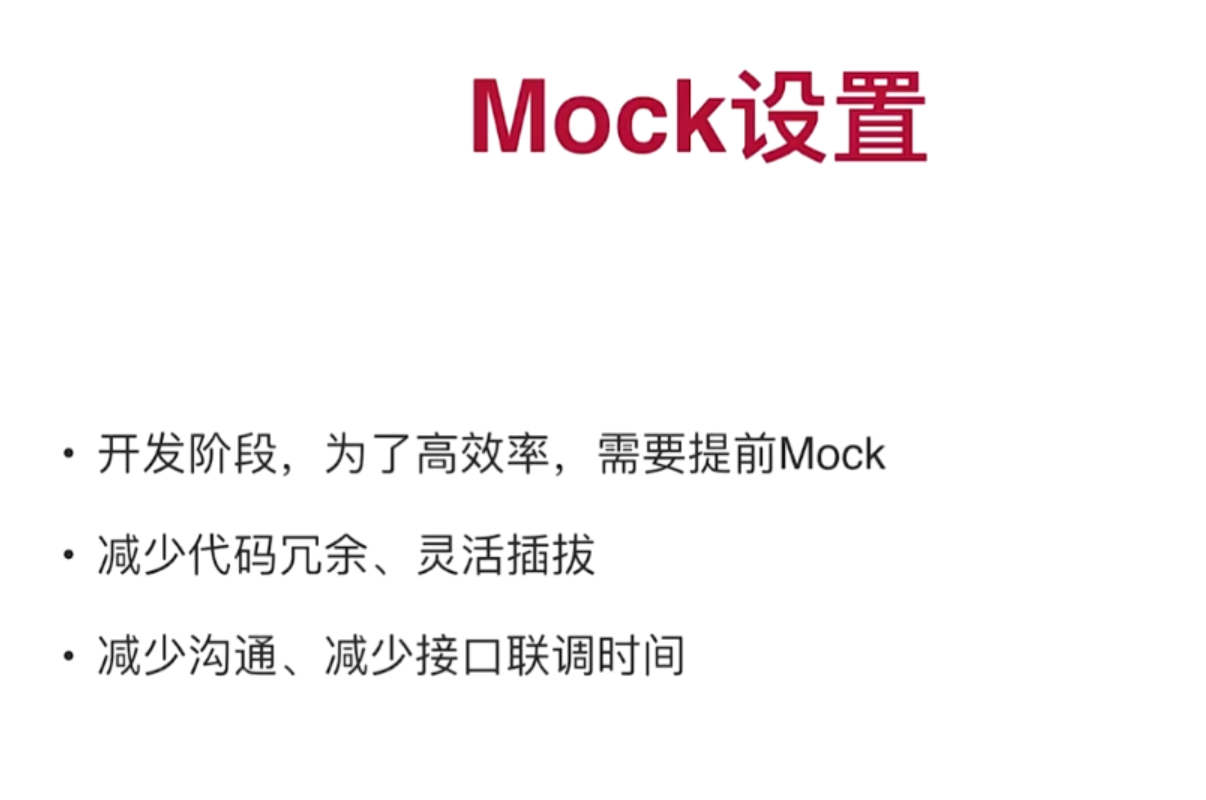 Mock设置
• 开发阶段，为了高效率，需要提前Mock
• 减少代码冗余、灵活插拔
• 减少沟通、减少接口联调时间